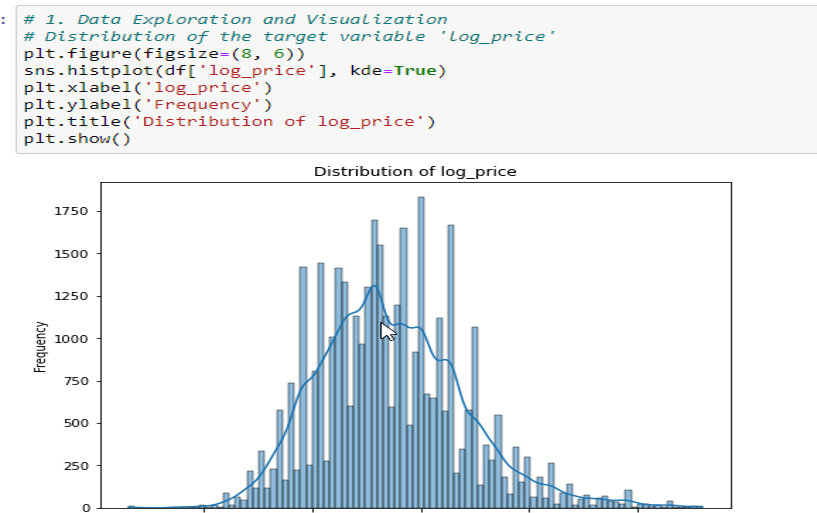 : # 1. Data Exploration and Visualization
# Distribution of the target variable 'log_price'
plt.figure(figsize=(8, 6))
sns.histplot(df['log_price'], kde=True)
plt.xlabel('log_price')
plt.ylabel('Frequency')
plt.title('Distribution of log_price')
plt.show()
Distribution of log_price
1750
1500
1250
1000
750
500
250
0
Frequency